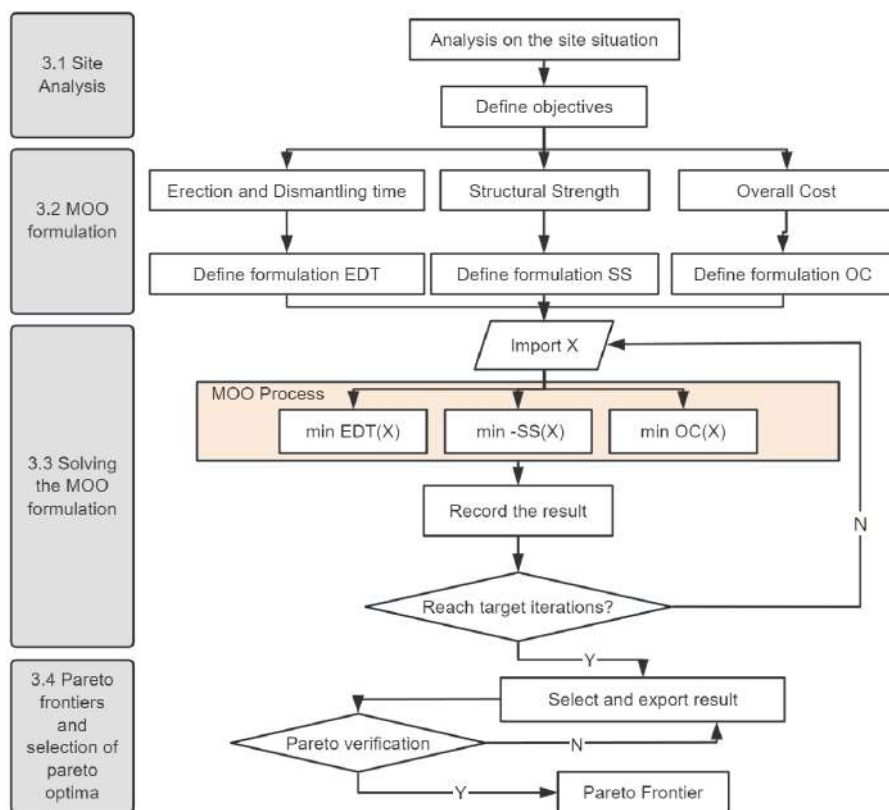 3.1 Site
Analysis
Analysis on the site situation
Define objectives
3.2 MOO
formulation
Erection and Dismantling time
Structural Strength
Overall Cost
Define formulation EDT
Define formulation SS
Define formulation OC
3.3 Solving
the MOO
formulation
Import X
MOO Process
min EDT(X)
min -SS(X)
min OC(X)
Record the result
N
Reach target iterations?
Y
3.4 Pareto
frontiers
and
selection of
pareto
optima
Select and export result
Pareto verification
N
Y
Pareto Frontier